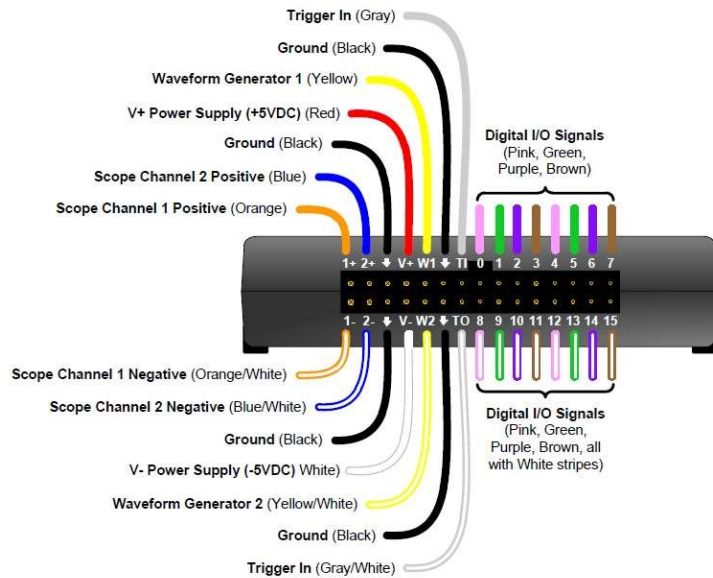 Trigger In (Gray)
Ground (Black)
Waveform Generator 1 (Yellow)
V+ Power Supply (+5VDC) (Red)
Ground (Black)
Scope Channel 2 Positive (Blue)
Scope Channel 1 Positive (Orange)
Digital I/O Signals
(Pink, Green,
Purple, Brown)
1+ 2+ V+ W1 TI 0 1 2 3 4 5 6 7
1- 2- V- W2 TO 8 9 10 11 12 13 14 15
Scope Channel 1 Negative (Orange/White)
Scope Channel 2 Negative (Blue/White)
Ground (Black)
V- Power Supply (-5VDC) White)
Waveform Generator 2 (Yellow/White)
Ground (Black)
Trigger In (Gray/White)
Digital I/O Signals
(Pink, Green,
Purple, Brown, all
with White stripes)